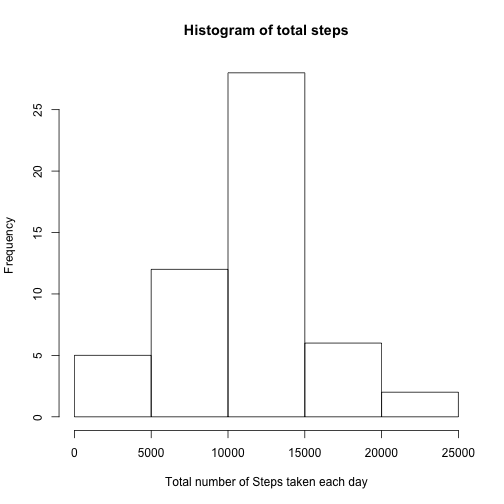 Histogram of total steps
Frequency
25
20
15
10
5
0
0 5000 10000 15000 20000 25000
Total number of Steps taken each day